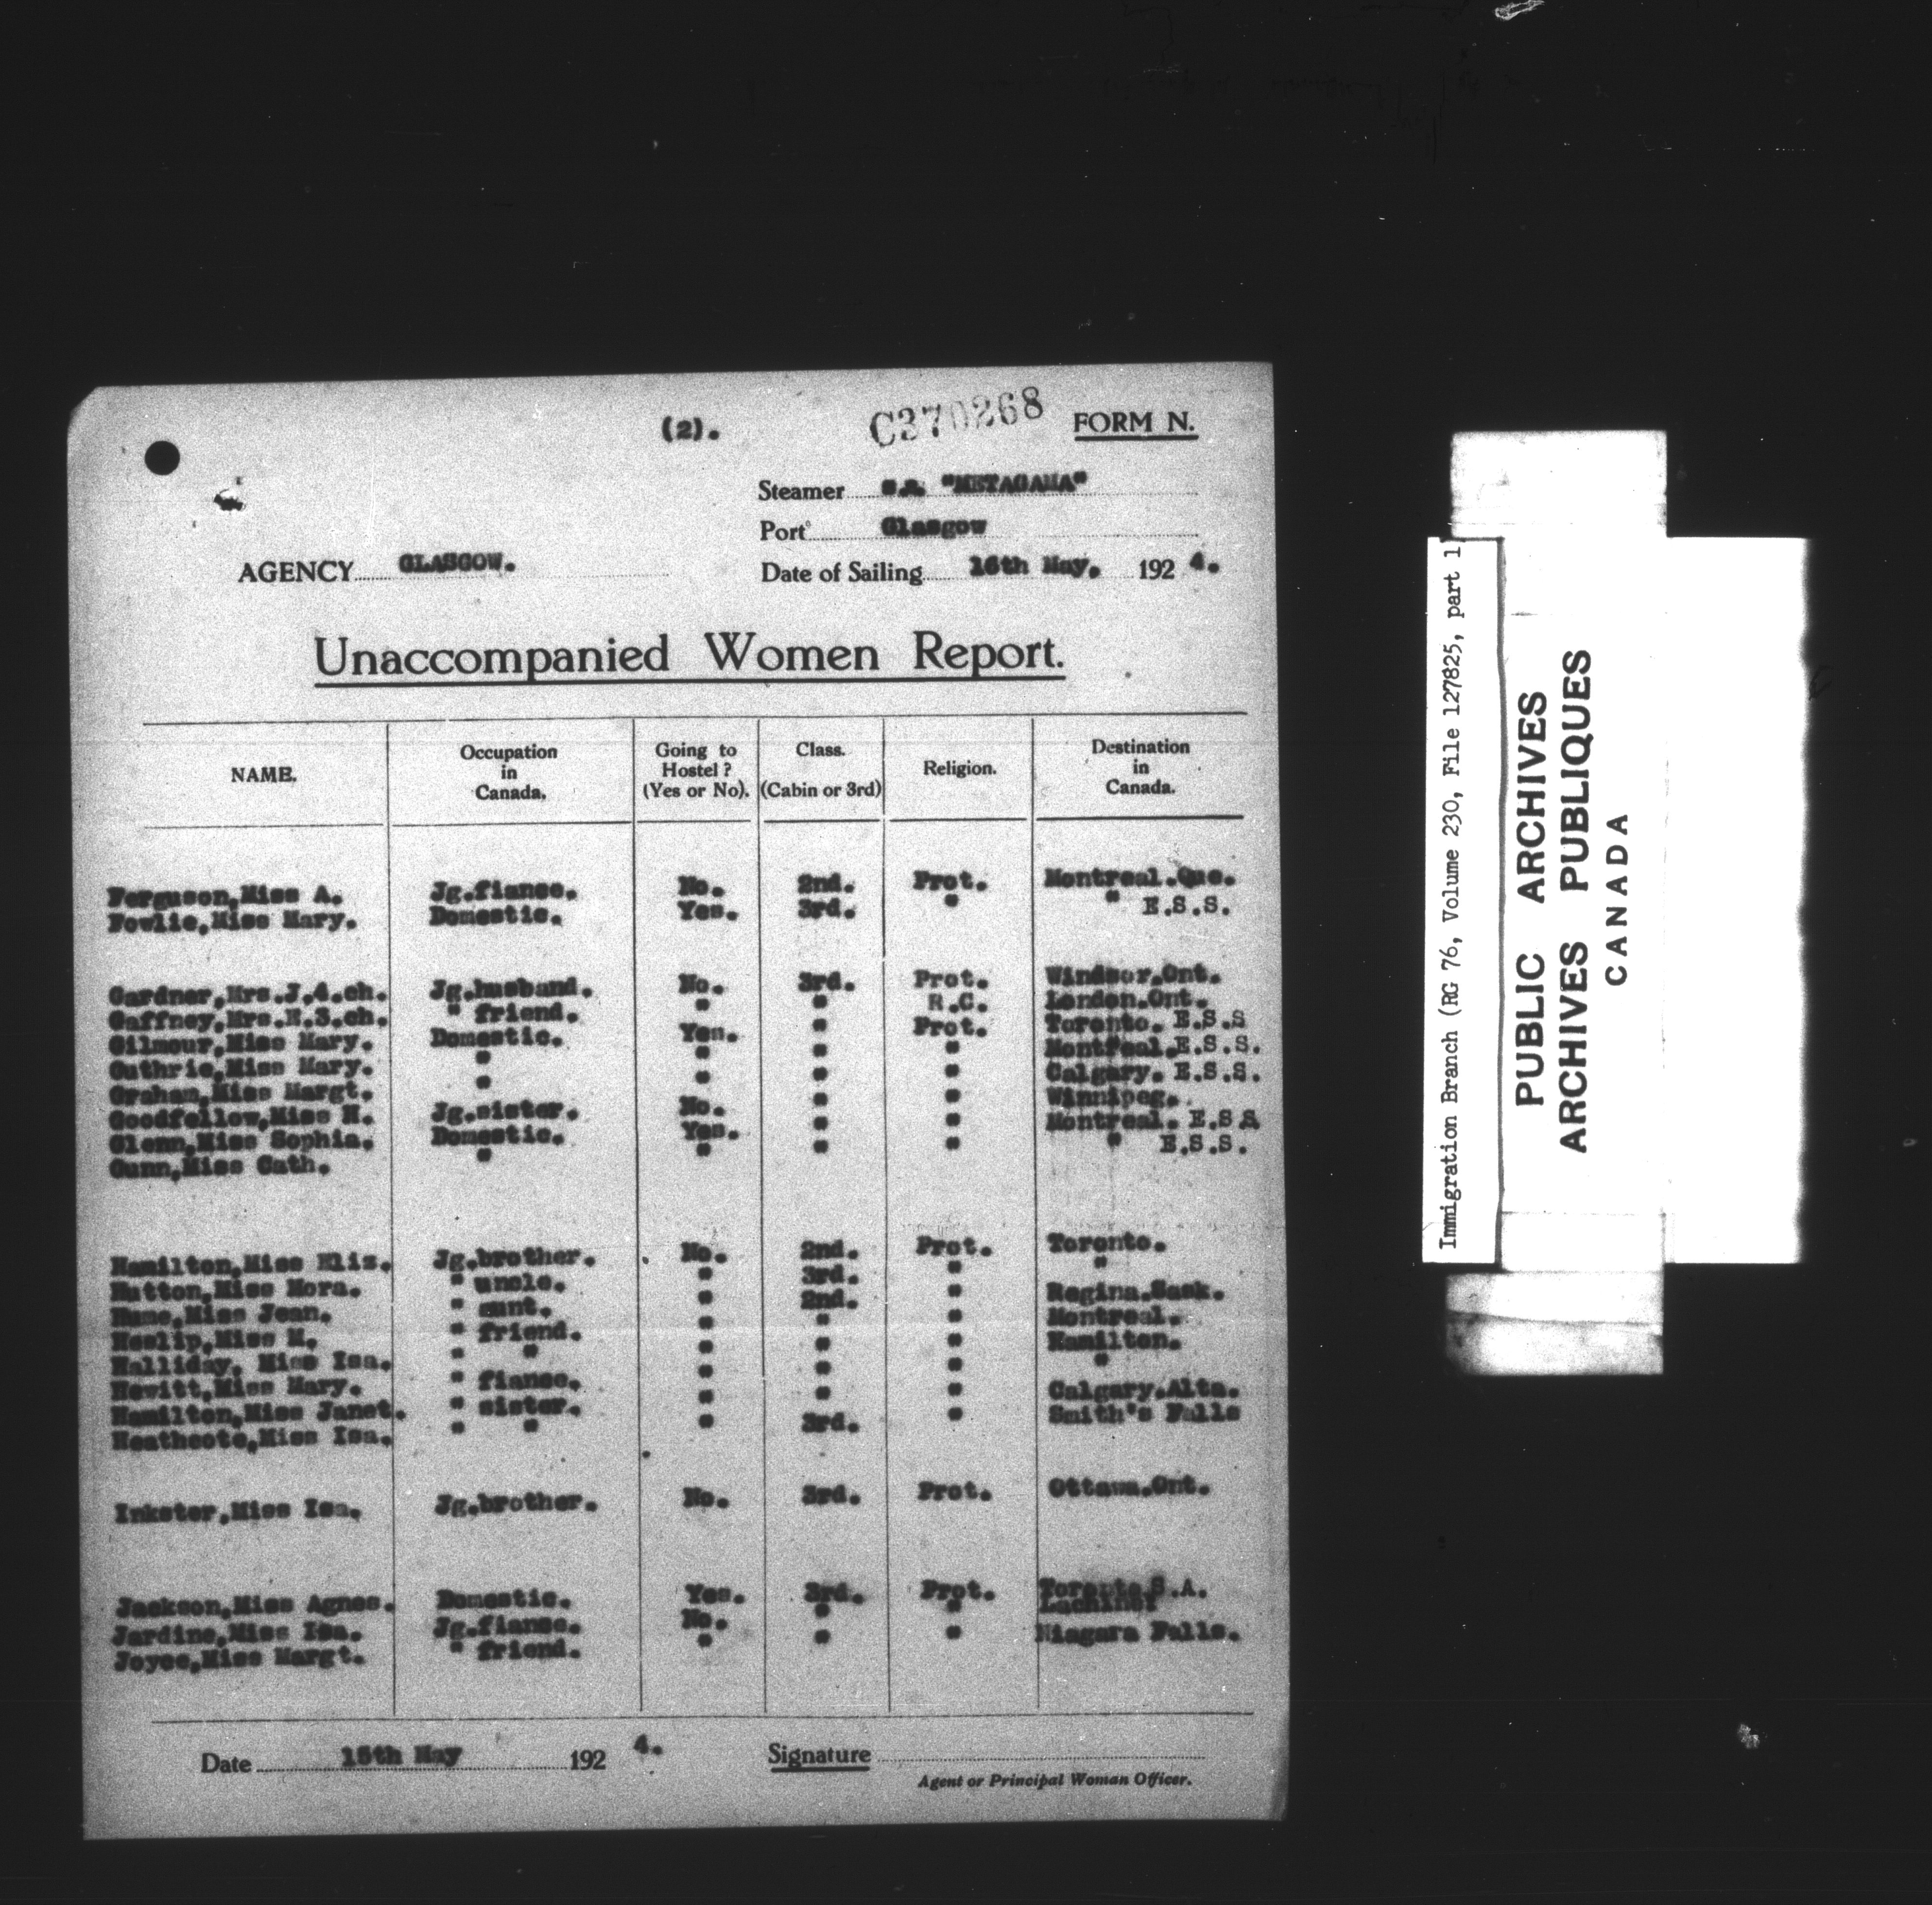 (2).
C370268
FORM N.
Steamer S.S. "METAGAMA"
Port Glasgow
AGENCY GLASGOW.
Date of Sailing 16th May, 1924.
Unaccompanied Women Report.
NAME. Occupation in Canada. Going to Hostel? (Yes or No). Class. (Cabin or 3rd) Religion. Destination in Canada.
Ferguson,Miss A. Jg.fiance. No. 2nd. Prot. Montreal.Que.
Fowlie,Miss Mary. Domestic. Yes. 3rd. " " E.S.S.
Gardner,Mrs.J.4.ch. Jg.husband. No. 3rd. Prot. Windsor.Ont.
Gaffney,Mrs.N.3.ch. " friend. " " R.C. London.Ont.
Gilmour,Miss Mary. Domestic. Yes. " Prot. Toronto. E.S.S
Guthrie,Miss Mary. " " " " Montreal.E.S.S.
Graham,Miss Margt. " " " " Calgary. E.S.S.
Goodfellow,Miss H. Jg.sister. No. " " Winnipeg.
Glenn,Miss Sophia. Domestic. Yes. " " Montreal. E.S.S
Gunn,Miss Cath. " " " " " E.S.S.
Hamilton,Miss Eliz. Jg.brother. No. 2nd. Prot. Toronto.
Hutton,Miss Nora. " uncle. " 3rd. " "
Hume,Miss Jean. " aunt. " 2nd. " Regina.Sask.
Heslip,Miss M. " friend. " " " Montreal.
Halliday, Miss Isa. " " " " " Hamilton.
Hewitt,Miss Mary. " fiance. " " " "
Hamilton,Miss Janet. " sister. " " " Calgary.Alta.
Heathcote,Miss Isa. " " " 3rd. " Smith's Falls
Inkster,Miss Isa. Jg.brother. No. 3rd. Prot. Ottawa.Ont.
Jackson,Miss Agnes. Domestic. Yes. 3rd. Prot. Toronto S.A.
Jardine,Miss Isa. Jg.fiance. No. " " Lachine.
Joyce,Miss Margt. " friend. " " " Niagara Falls.
Date 15th May 1924.
Signature
Agent or Principal Woman Officer.
Immigration Branch (RG 76, Volume 230, File 127825, part 1
PUBLIC ARCHIVES
ARCHIVES PUBLIQUES
CANADA